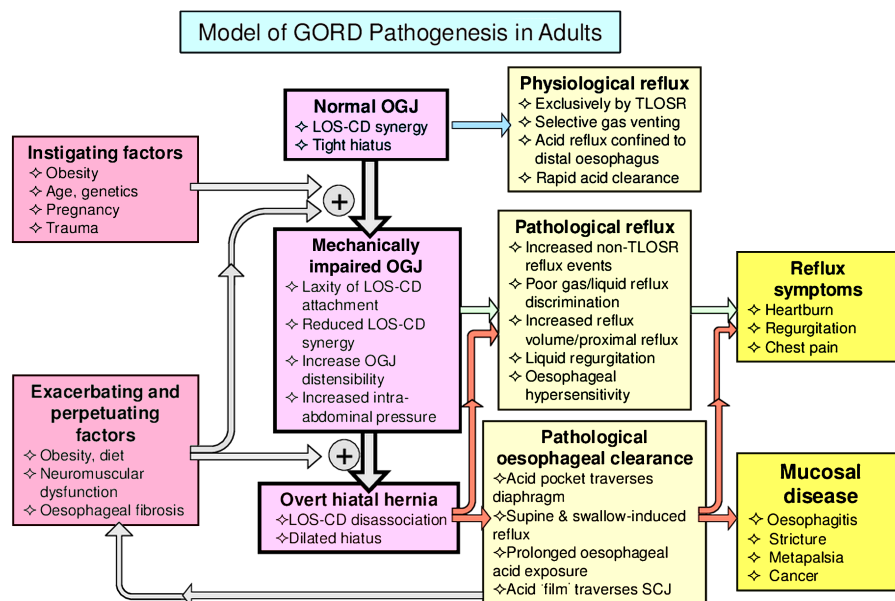 Model of GORD Pathogenesis in Adults
Normal OGJ
✧ LOS-CD synergy
✧ Tight hiatus
Physiological reflux
✧ Exclusively by TLOSR
✧ Selective gas venting
✧ Acid reflux confined to
distal oesophagus
✧ Rapid acid clearance
Instigating factors
✧ Obesity
✧ Age, genetics
✧ Pregnancy
✧ Trauma
+
Mechanically
impaired OGJ
✧ Laxity of LOS-CD
attachment
✧ Reduced LOS-CD
synergy
✧ Increase OGJ
distensibility
✧ Increased intra-
abdominal pressure
Pathological reflux
✧ Increased non-TLOSR
reflux events
✧ Poor gas/liquid reflux
discrimination
✧ Increased reflux
volume/proximal reflux
✧ Liquid regurgitation
✧ Oesophageal
hypersensitivity
Reflux
symptoms
✧ Heartburn
✧ Regurgitation
✧ Chest pain
Exacerbating and
perpetuating
factors
✧ Obesity, diet
✧ Neuromuscular
dysfunction
✧ Oesophageal fibrosis
+
Overt hiatal hernia
✧LOS-CD disassociation
✧Dilated hiatus
Pathological
oesophageal clearance
✧Acid pocket traverses
diaphragm
✧Supine & swallow-induced
reflux
✧Prolonged oesophageal
acid exposure
✧Acid 'film' traverses SCJ
Mucosal
disease
✧ Oesophagitis
✧ Stricture
✧ Metapalsia
✧ Cancer